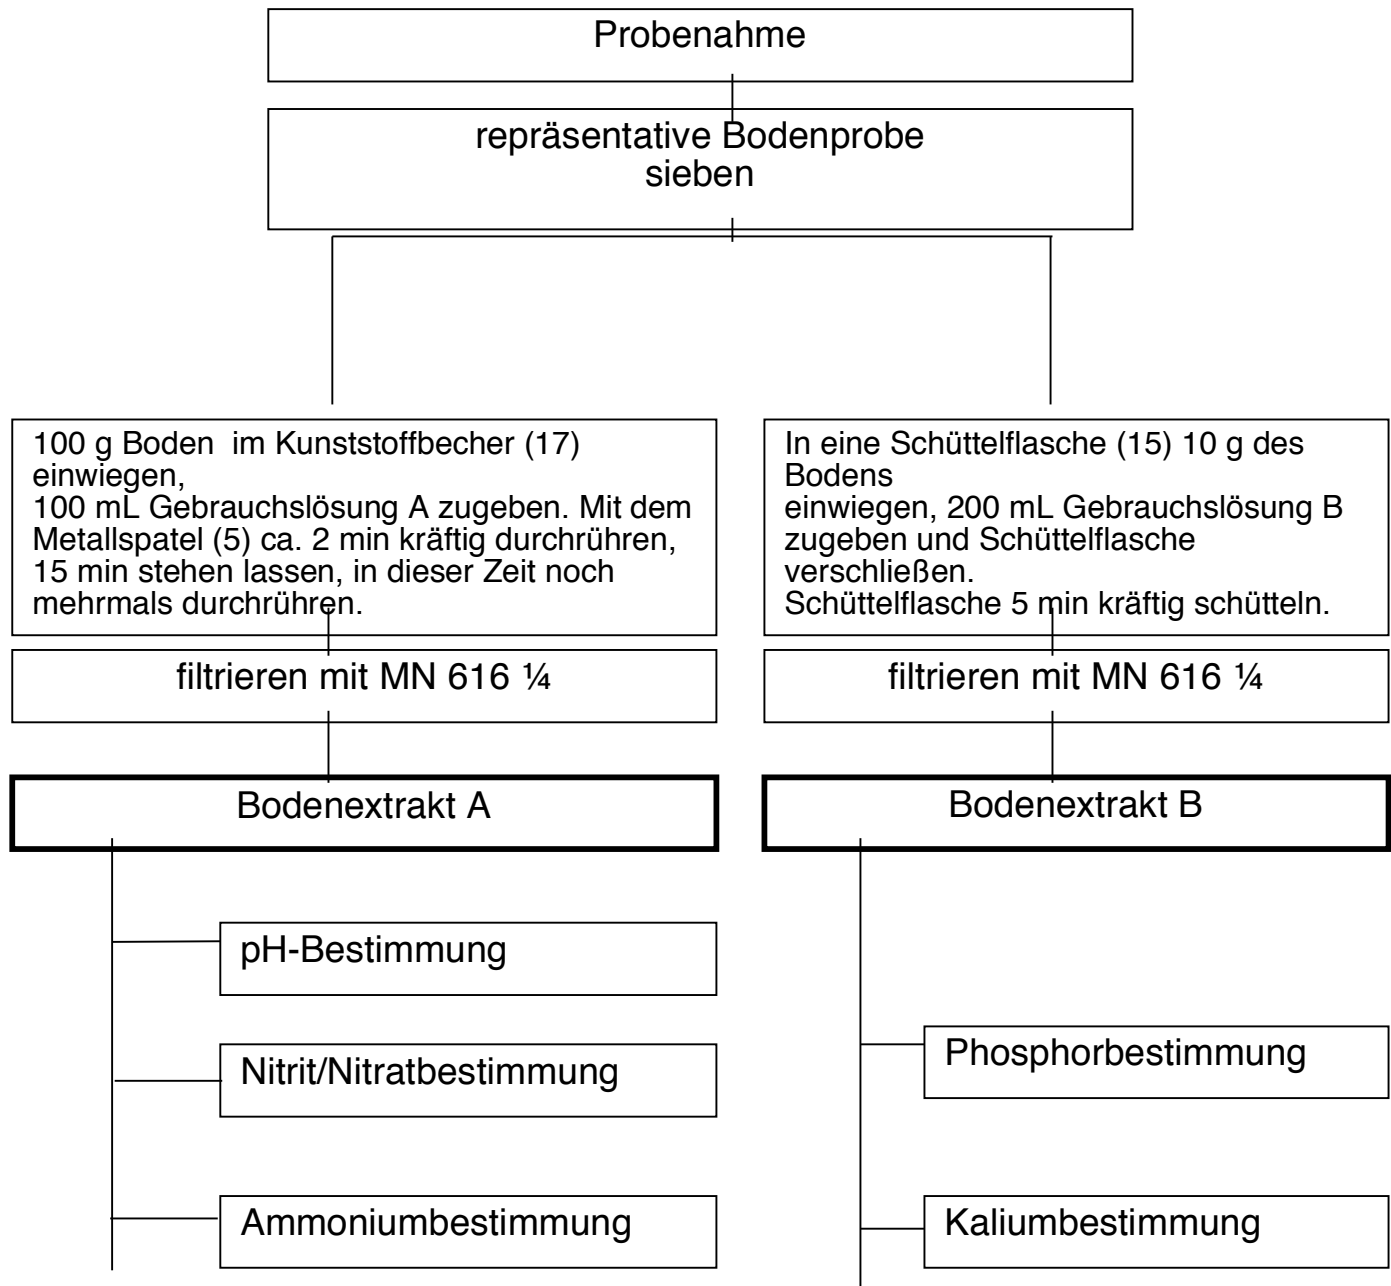 Probenahme
repräsentative Bodenprobe
sieben
100 g Boden  im Kunststoffbecher (17)
einwiegen,
100 mL Gebrauchslösung A zugeben. Mit dem
Metallspatel (5) ca. 2 min kräftig durchrühren,
15 min stehen lassen, in dieser Zeit noch
mehrmals durchrühren.
In eine Schüttelflasche (15) 10 g des
Bodens
einwiegen, 200 mL Gebrauchslösung B
zugeben und Schüttelflasche
verschließen.
Schüttelflasche 5 min kräftig schütteln.
filtrieren mit MN 616 ¼
filtrieren mit MN 616 ¼
Bodenextrakt A
Bodenextrakt B
pH-Bestimmung
Nitrit/Nitratbestimmung
Ammoniumbestimmung
Phosphorbestimmung
Kaliumbestimmung